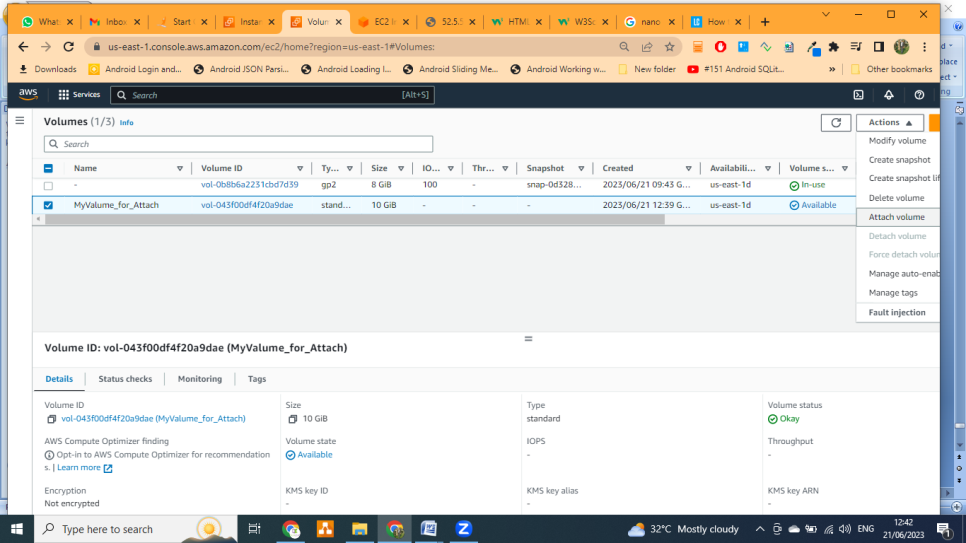 What
Inbox
Start
Instan
Volum
EC2 In
52.5.5
HTML
W3Sc
nano
How
us-east-1.console.aws.amazon.com/ec2/home?region=us-east-1#Volumes:
Downloads Android Login and... Android JSON Parsi... Android Loading I... Android Sliding Me... Android Working w... New folder #151 Android SQLit... » Other bookmarks
aws Services Search [Alt+S]
Volumes (1/3) Info Actions
Search
Name Volume ID Ty... Size IO... Thr... Snapshot Created Availabili... Volume s...
- vol-0b8b6a2231cbd7d39 gp2 8 GiB 100 - snap-0d328... 2023/06/21 09:43 G... us-east-1d In-use
MyValume_for_Attach vol-043f00df4f20a9dae stand... 10 GiB - - - 2023/06/21 12:39 G... us-east-1d Available
Modify volume
Create snapshot
Create snapshot lif
Delete volume
Attach volume
Detach volume
Force detach volun
Manage auto-enab
Manage tags
Fault injection
Volume ID: vol-043f00df4f20a9dae (MyValume_for_Attach)
Details Status checks Monitoring Tags
Volume ID Size Type Volume status
vol-043f00df4f20a9dae (MyValume_for_Attach) 10 GiB standard Okay
AWS Compute Optimizer finding Volume state IOPS Throughput
Opt-in to AWS Compute Optimizer for recommendation Available - -
s. | Learn more
Encryption KMS key ID KMS key alias KMS key ARN
Not encrypted - - -
Type here to search 32°C Mostly cloudy ENG 12:42
21/06/2023